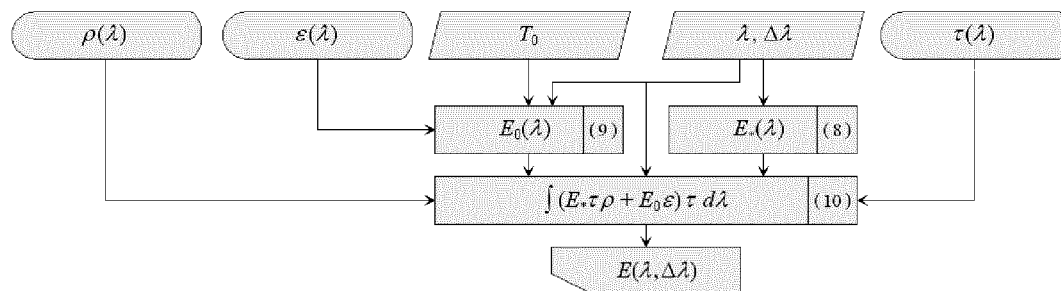 ρ(λ) ε(λ) T₀ λ, Δλ τ(λ)
E₀(λ) (9) E*(λ) (8)
∫ (E*τρ + E₀ε) τ dλ (10)
E(λ, Δλ)